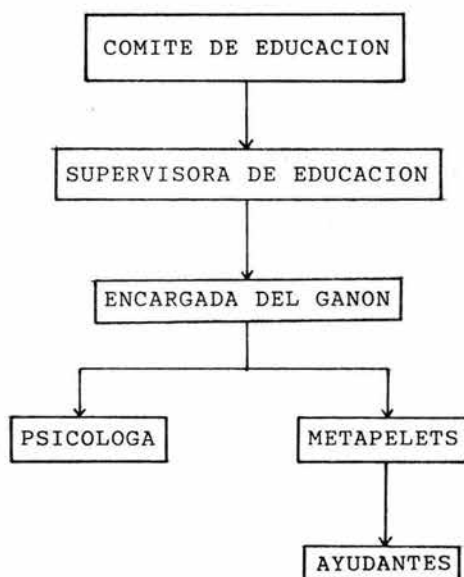 COMITE DE EDUCACION
SUPERVISORA DE EDUCACION
ENCARGADA DEL GANON
PSICOLOGA
METAPELETS
AYUDANTES